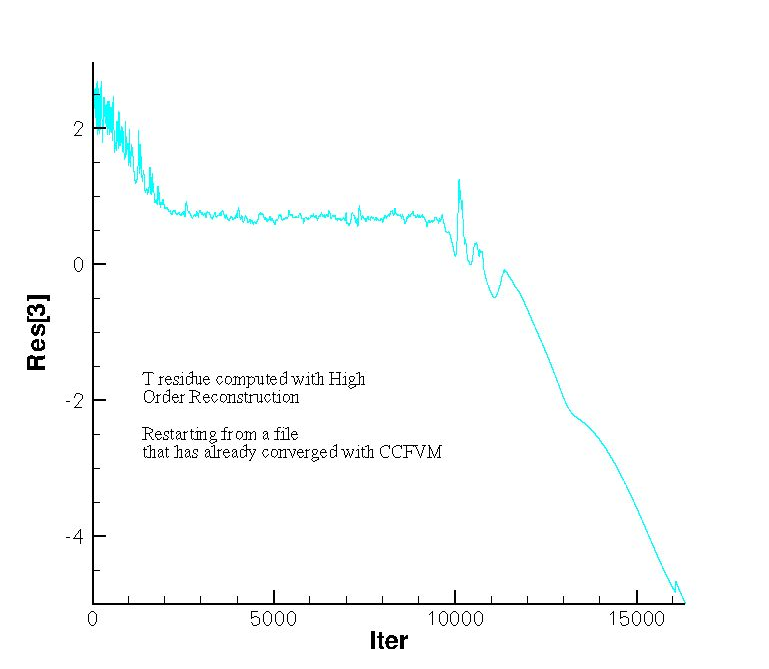 2
0
-2
-4
Res[3]
T residue computed with High
Order Reconstruction
Restarting from a file
that has already converged with CCFVM
0 5000 10000 15000
Iter